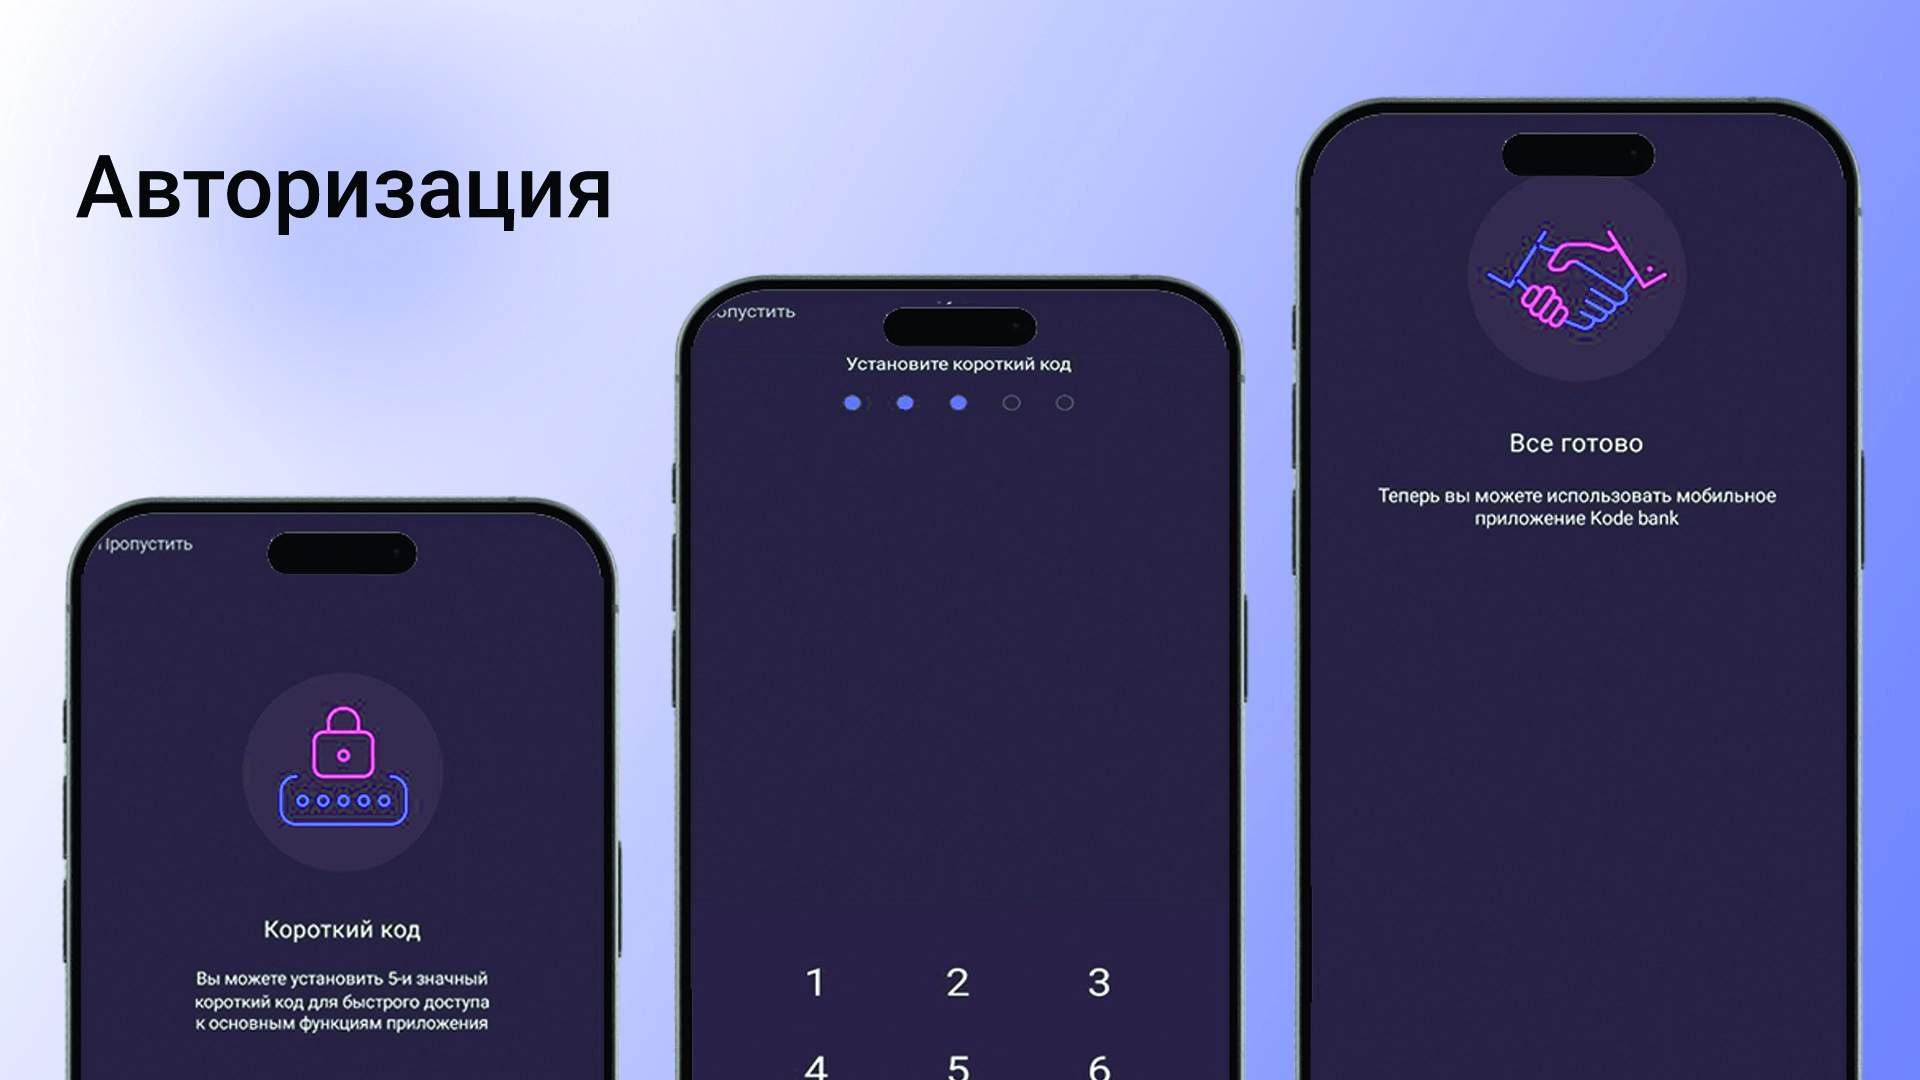 Авторизация
Пропустить
Короткий код
Вы можете установить 5-и значный
короткий код для быстрого доступа
к основным функциям приложения
опустить
Установите короткий код
1 2 3
4 5 6
Все готово
Теперь вы можете использовать мобильное
приложение Kode bank